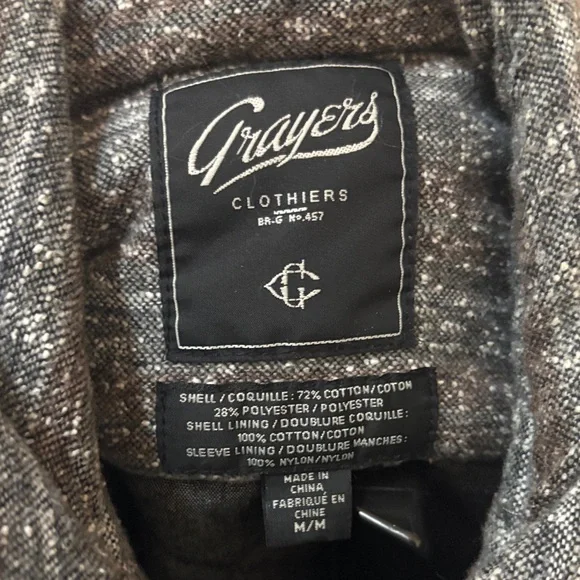 Grayers
CLOTHIERS
BR-G No.457
GC
SHELL / COQUILLE: 72% COTTON/COTON
28% POLYESTER / POLYESTER
SHELL LINING / DOUBLURE COQUILLE:
100% COTTON/COTON
SLEEVE LINING / DOUBLURE MANCHES:
100% NYLON/NYLON
MADE IN
CHINA
FABRIQUÉ EN
CHINE
M/M